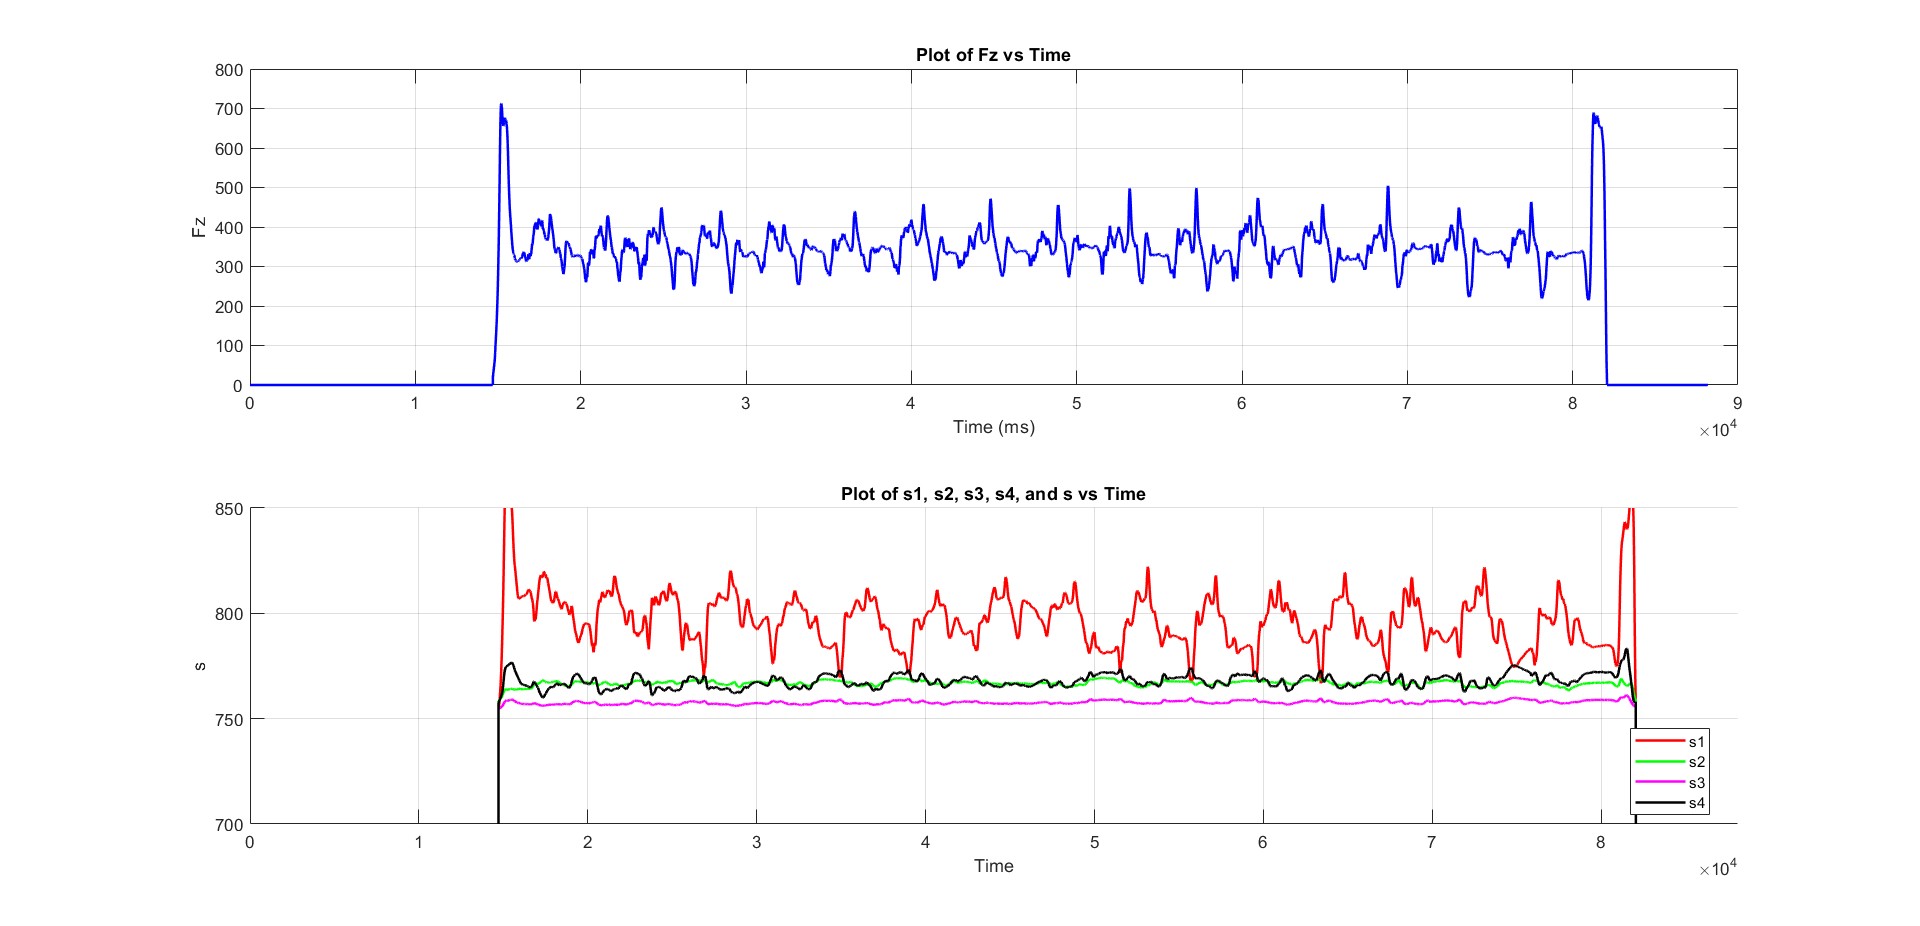 Plot of Fz vs Time
800
700
600
500
400
300
200
100
0
Fz
0 1 2 3 4 5 6 7 8 9
Time (ms)
×10^4
Plot of s1, s2, s3, s4, and s vs Time
850
800
750
700
s
s1
s2
s3
s4
0 1 2 3 4 5 6 7 8
Time
×10^4